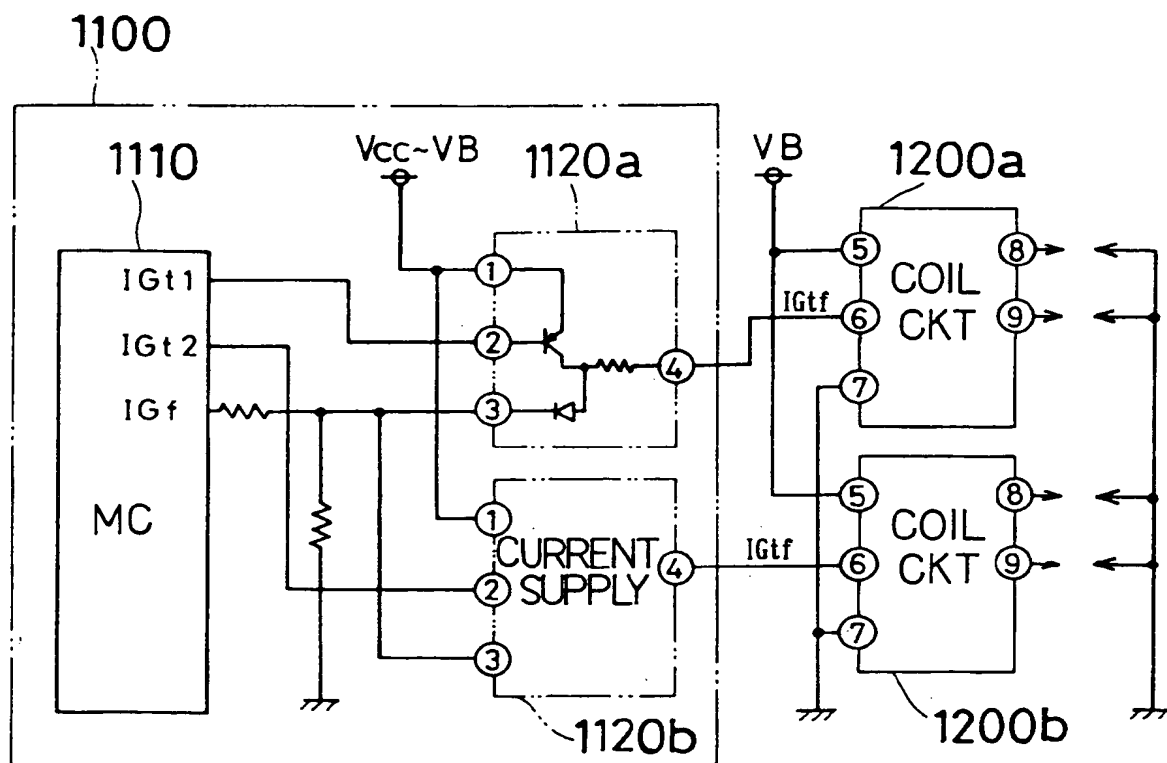 1100
1110
Vcc~VB
1120a
VB
1200a
IGt1
IGt2
IGf
MC
1
2
3
4
IGtf
5
6
7
8
9
COIL
CKT
1
2
3
4
CURRENT
SUPPLY
IGtf
5
6
7
8
9
COIL
CKT
1120b
1200b